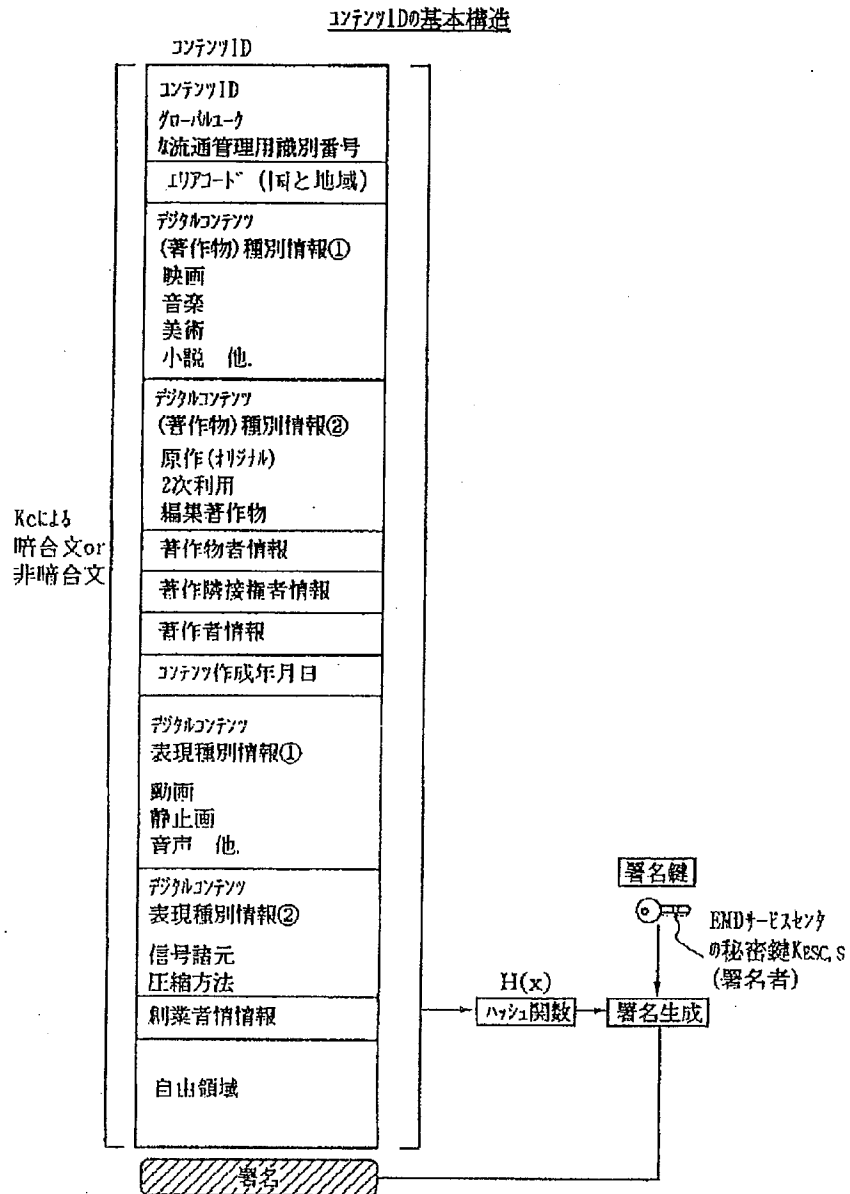 コンテンツIDの基本構造
コンテンツID
コンテンツID
グローバルユーク
な流通管理用識別番号
エリアコード (国と地域)
デジタルコンテンツ
(著作物) 種別情報①
映画
音楽
美術
小説 他.
デジタルコンテンツ
(著作物) 種別情報②
原作(オリジナル)
2次利用
編集著作物
著作物者情報
著作隣接権者情報
著作者情報
コンテンツ作成年月日
デジタルコンテンツ
表現種別情報①
動画
静止画
音声 他.
デジタルコンテンツ
表現種別情報②
信号諸元
圧縮方法
創業者情情報
自由領域
署名
Kcによる
暗合文or
非暗合文
H(x)
ハッシュ関数
署名生成
署名鍵
EMDサービスセンタ
の秘密鍵KESC,S
(署名者)